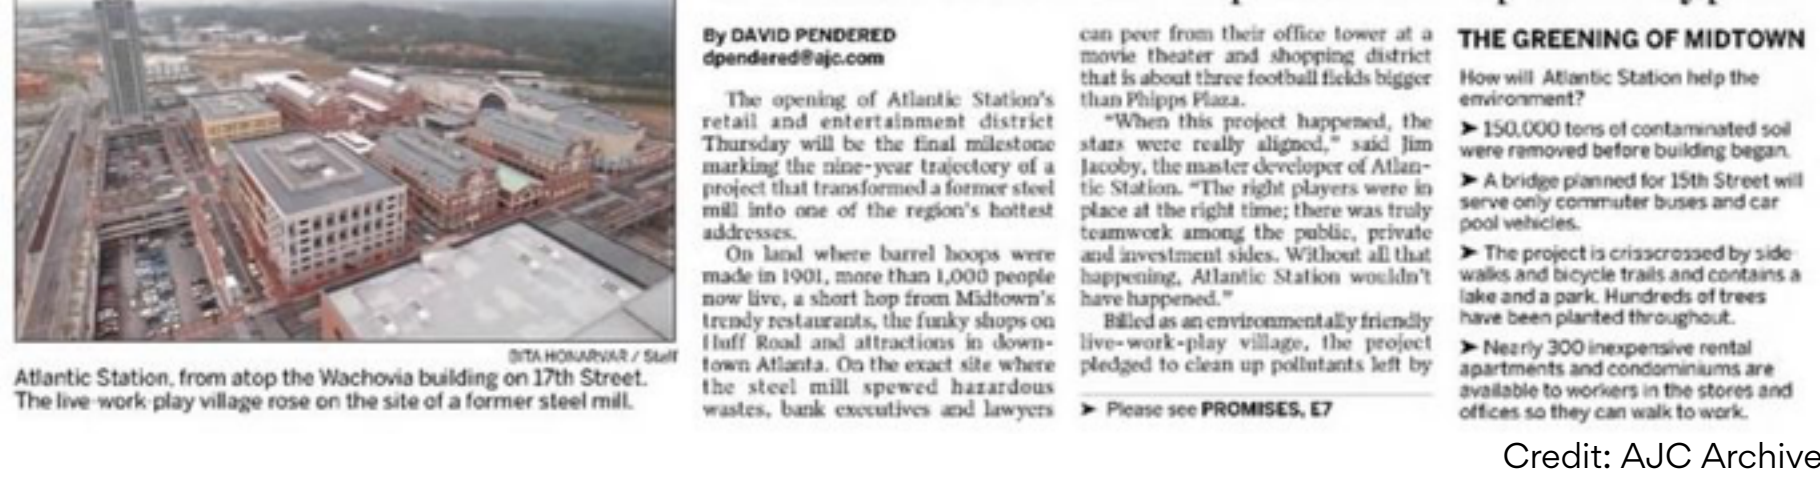 BITA HONARVAR / Staff
Atlantic Station, from atop the Wachovia building on 17th Street.
The live-work-play village rose on the site of a former steel mill.
By DAVID PENDERED
dpendered@ajc.com
The opening of Atlantic Station's
retail and entertainment district
Thursday will be the final milestone
marking the nine-year trajectory of a
project that transformed a former steel
mill into one of the region's hottest
addresses.
On land where barrel hoops were
made in 1901, more than 1,000 people
now live, a short hop from Midtown's
trendy restaurants, the funky shops on
Huff Road and attractions in down-
town Atlanta. On the exact site where
the steel mill spewed hazardous
wastes, bank executives and lawyers
can peer from their office tower at a
movie theater and shopping district
that is about three football fields bigger
than Phipps Plaza.
"When this project happened, the
stars were really aligned," said Jim
Jacoby, the master developer of Atlan-
tic Station. "The right players were in
place at the right time; there was truly
teamwork among the public, private
and investment sides. Without all that
happening, Atlantic Station wouldn't
have happened."
Billed as an environmentally friendly
live-work-play village, the project
pledged to clean up pollutants left by
➤ Please see PROMISES, E7
THE GREENING OF MIDTOWN
How will Atlantic Station help the
environment?
➤ 150,000 tons of contaminated soil
were removed before building began.
➤ A bridge planned for 15th Street will
serve only commuter buses and car
pool vehicles.
➤ The project is crisscrossed by side-
walks and bicycle trails and contains a
lake and a park. Hundreds of trees
have been planted throughout.
➤ Nearly 300 inexpensive rental
apartments and condominiums are
available to workers in the stores and
offices so they can walk to work.
Credit: AJC Archive